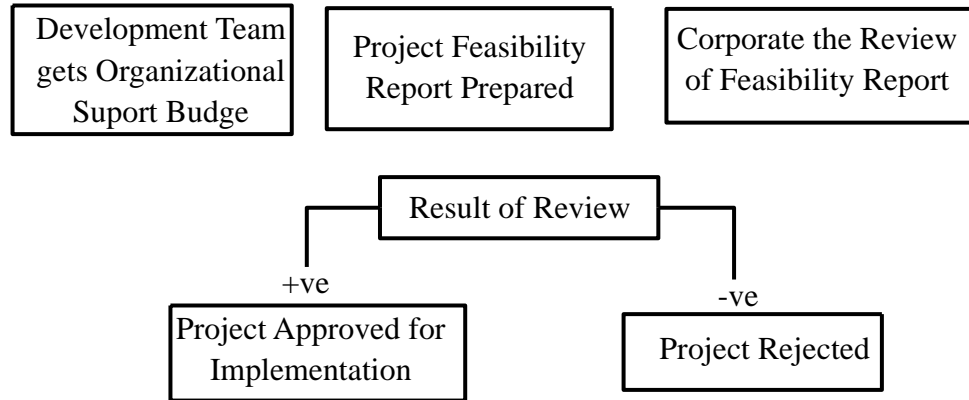 Development Team
gets Organizational
Suport Budge
Project Feasibility
Report Prepared
Corporate the Review
of Feasibility Report
Result of Review
+ve
-ve
Project Approved for
Implementation
Project Rejected